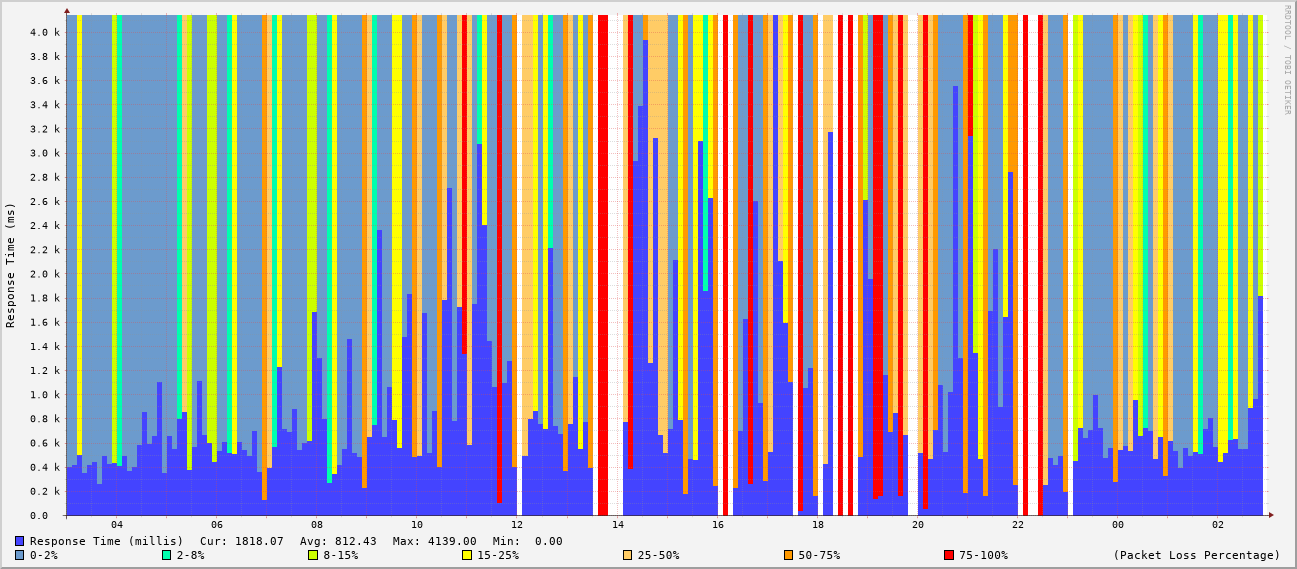 RRDTOOL / TOBI OETIKER
Response Time (ms)
4.0 k
3.8 k
3.6 k
3.4 k
3.2 k
3.0 k
2.8 k
2.6 k
2.4 k
2.2 k
2.0 k
1.8 k
1.6 k
1.4 k
1.2 k
1.0 k
0.8 k
0.6 k
0.4 k
0.2 k
0.0
04 06 08 10 12 14 16 18 20 22 00 02
Response Time (millis) Cur: 1818.07 Avg: 812.43 Max: 4139.00 Min: 0.00
0-2% 2-8% 8-15% 15-25% 25-50% 50-75% 75-100% (Packet Loss Percentage)